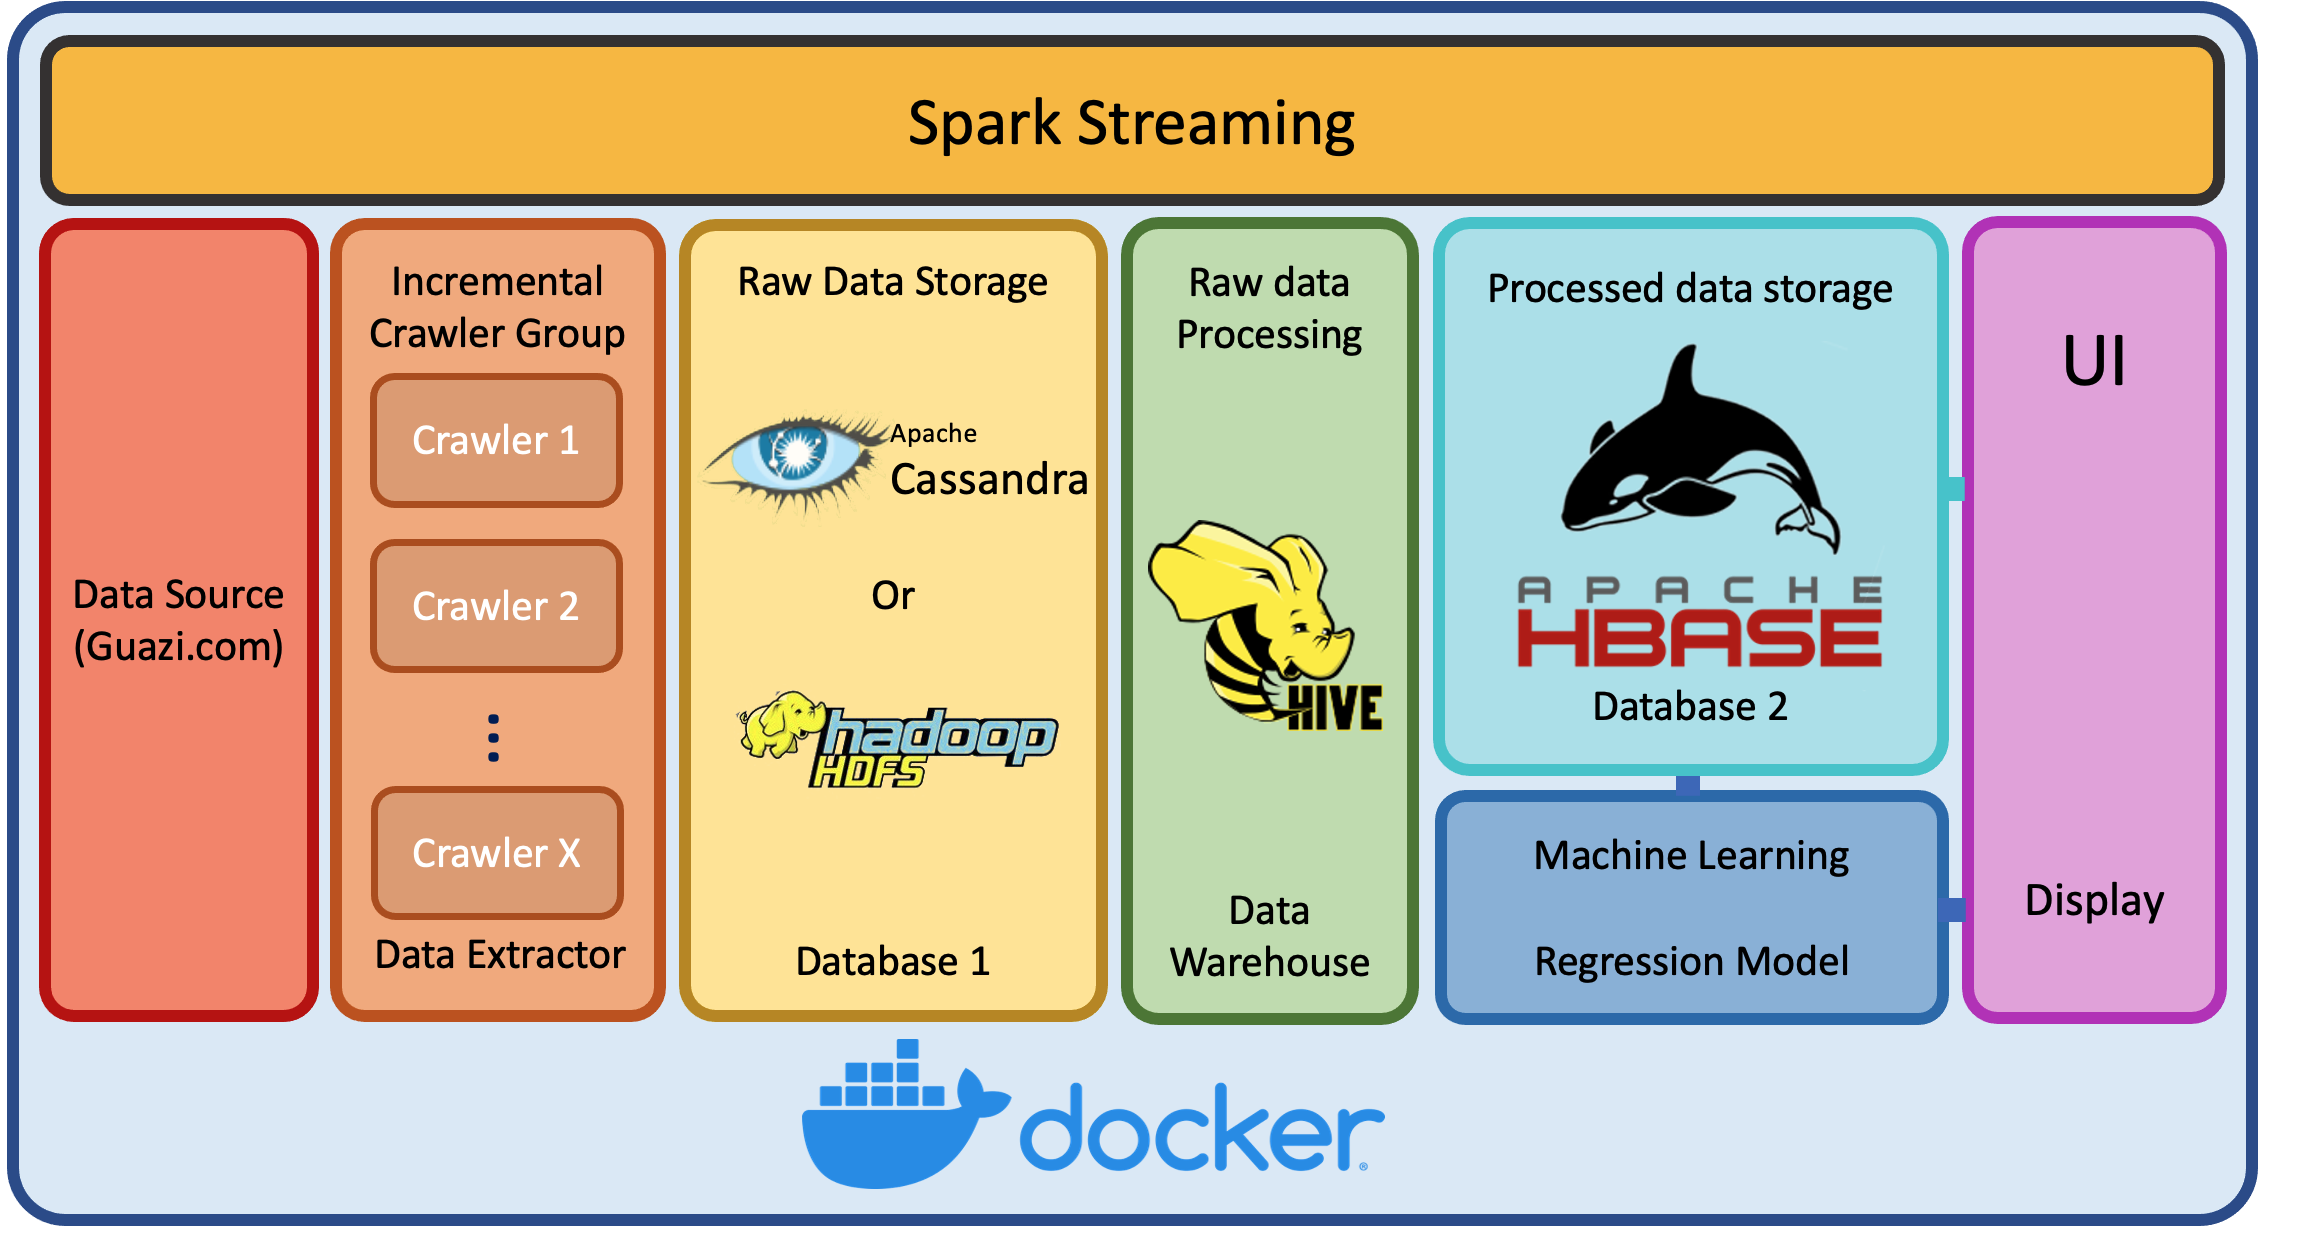 Spark Streaming
Data Source
(Guazi.com)
Incremental
Crawler Group
Crawler 1
Crawler 2
Crawler X
Data Extractor
Raw Data Storage
Apache
Cassandra
Or
hadoop
HDFS
Database 1
Raw data
Processing
HIVE
Data
Warehouse
Processed data storage
APACHE
HBASE
Database 2
Machine Learning
Regression Model
UI
Display
docker®